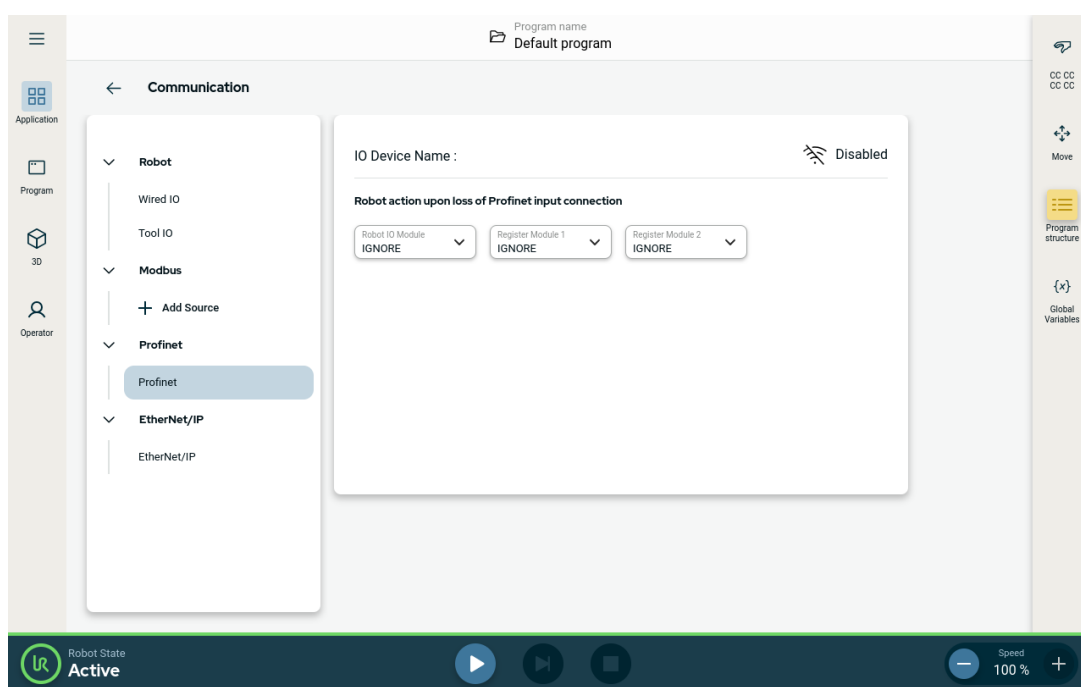 Program name
Default program
Application
Program
3D
Operator
Communication
Robot
Wired IO
Tool IO
Modbus
Add Source
Profinet
Profinet
EtherNet/IP
EtherNet/IP
IO Device Name :
Disabled
Robot action upon loss of Profinet input connection
Robot IO Module
IGNORE
Register Module 1
IGNORE
Register Module 2
IGNORE
CC CC
CC CC
Move
Program
structure
{x}
Global
Variables
UR
Robot State
Active
Speed
100 %